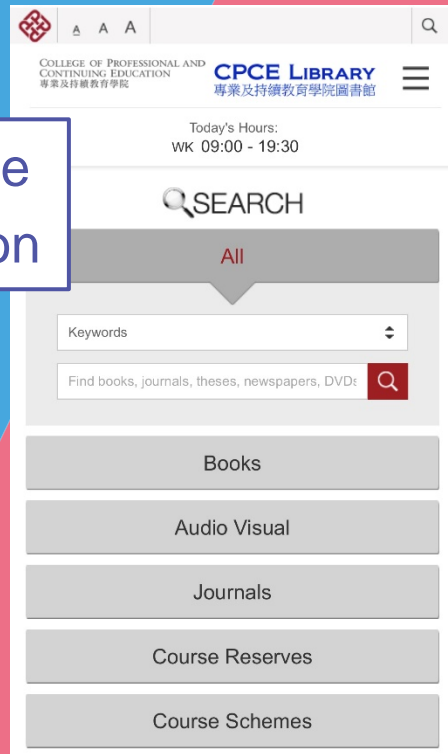 A A A
COLLEGE OF PROFESSIONAL AND
CONTINUING EDUCATION
專業及持續教育學院
CPCE LIBRARY
專業及持續教育學院圖書館
Today's Hours:
WK 09:00 - 19:30
e
on
SEARCH
All
Keywords
Find books, journals, theses, newspapers, DVDs
Books
Audio Visual
Journals
Course Reserves
Course Schemes